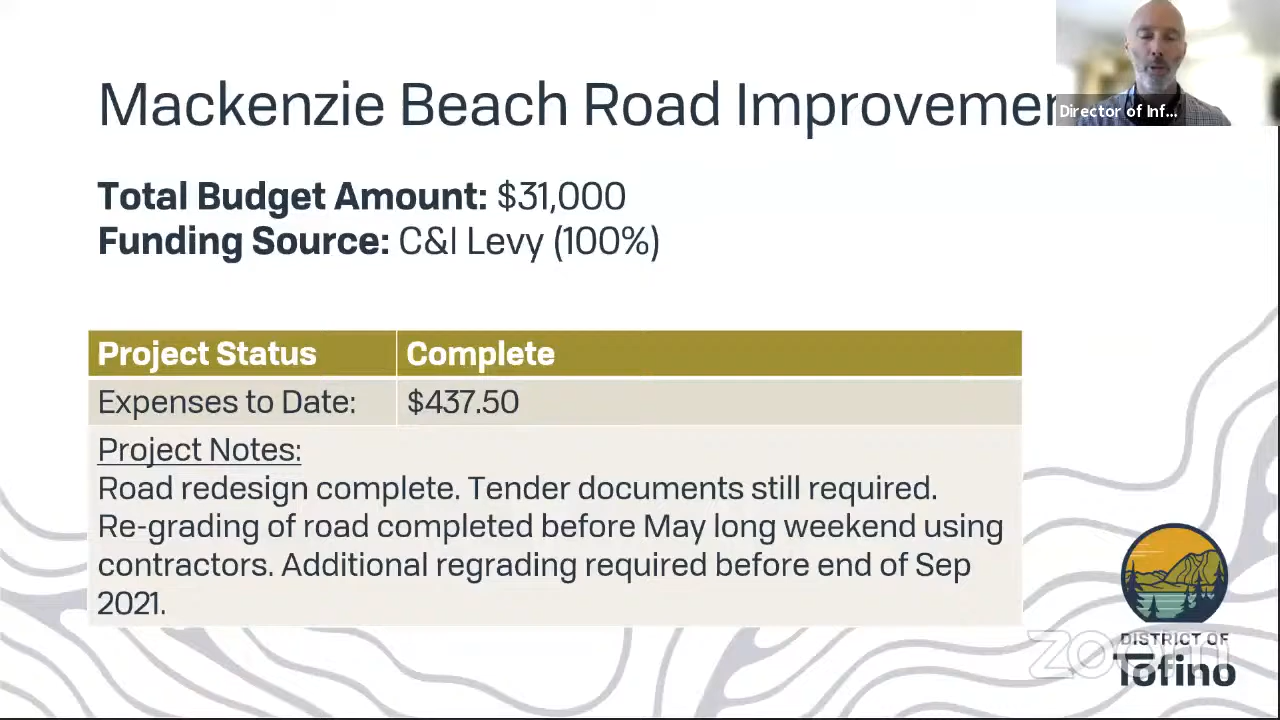 Mackenzie Beach Road Improvemen
Director of Inf...
Total Budget Amount: $31,000
Funding Source: C&I Levy (100%)
Project Status Complete
Expenses to Date: $437.50
Project Notes:
Road redesign complete. Tender documents still required.
Re-grading of road completed before May long weekend using
contractors. Additional regrading required before end of Sep
2021.
DISTRICT OF
Tofino
zoom